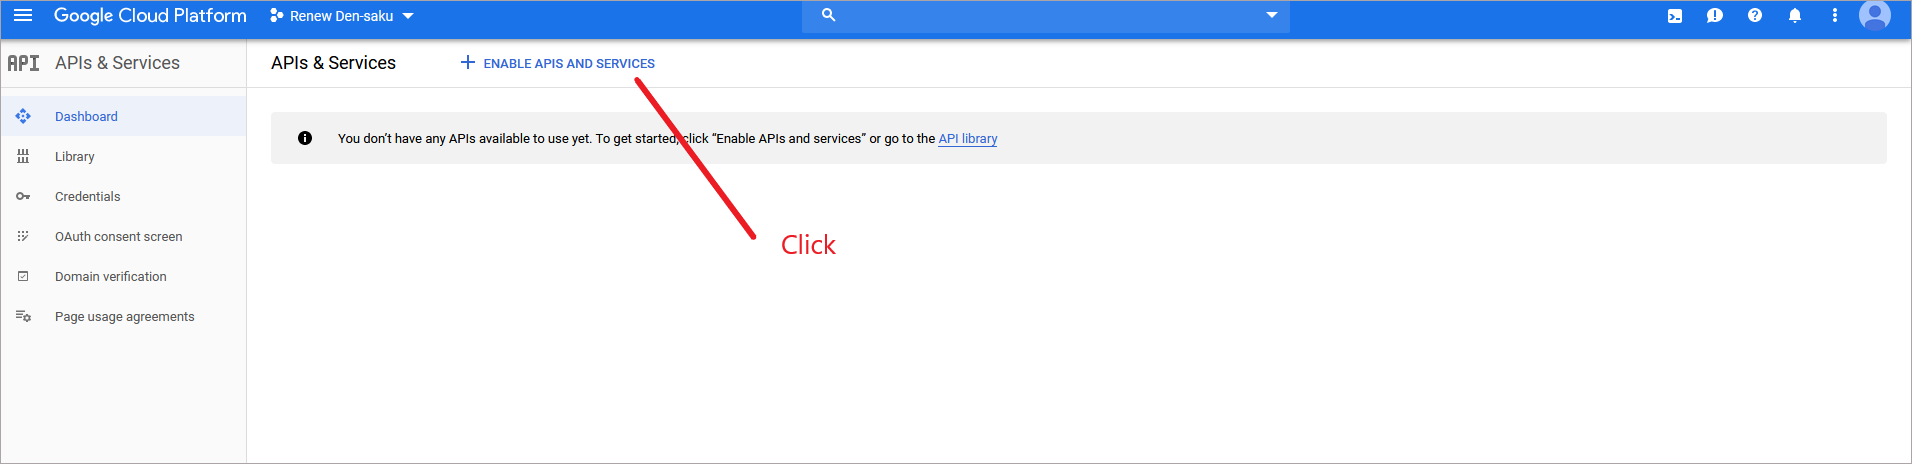 Google Cloud Platform
Renew Den-saku
API APIs & Services
APIs & Services
ENABLE APIS AND SERVICES
Dashboard
You don't have any APIs available to use yet. To get started, click “Enable APIs and services” or go to the API library
Library
Credentials
OAuth consent screen
Click
Domain verification
Page usage agreements